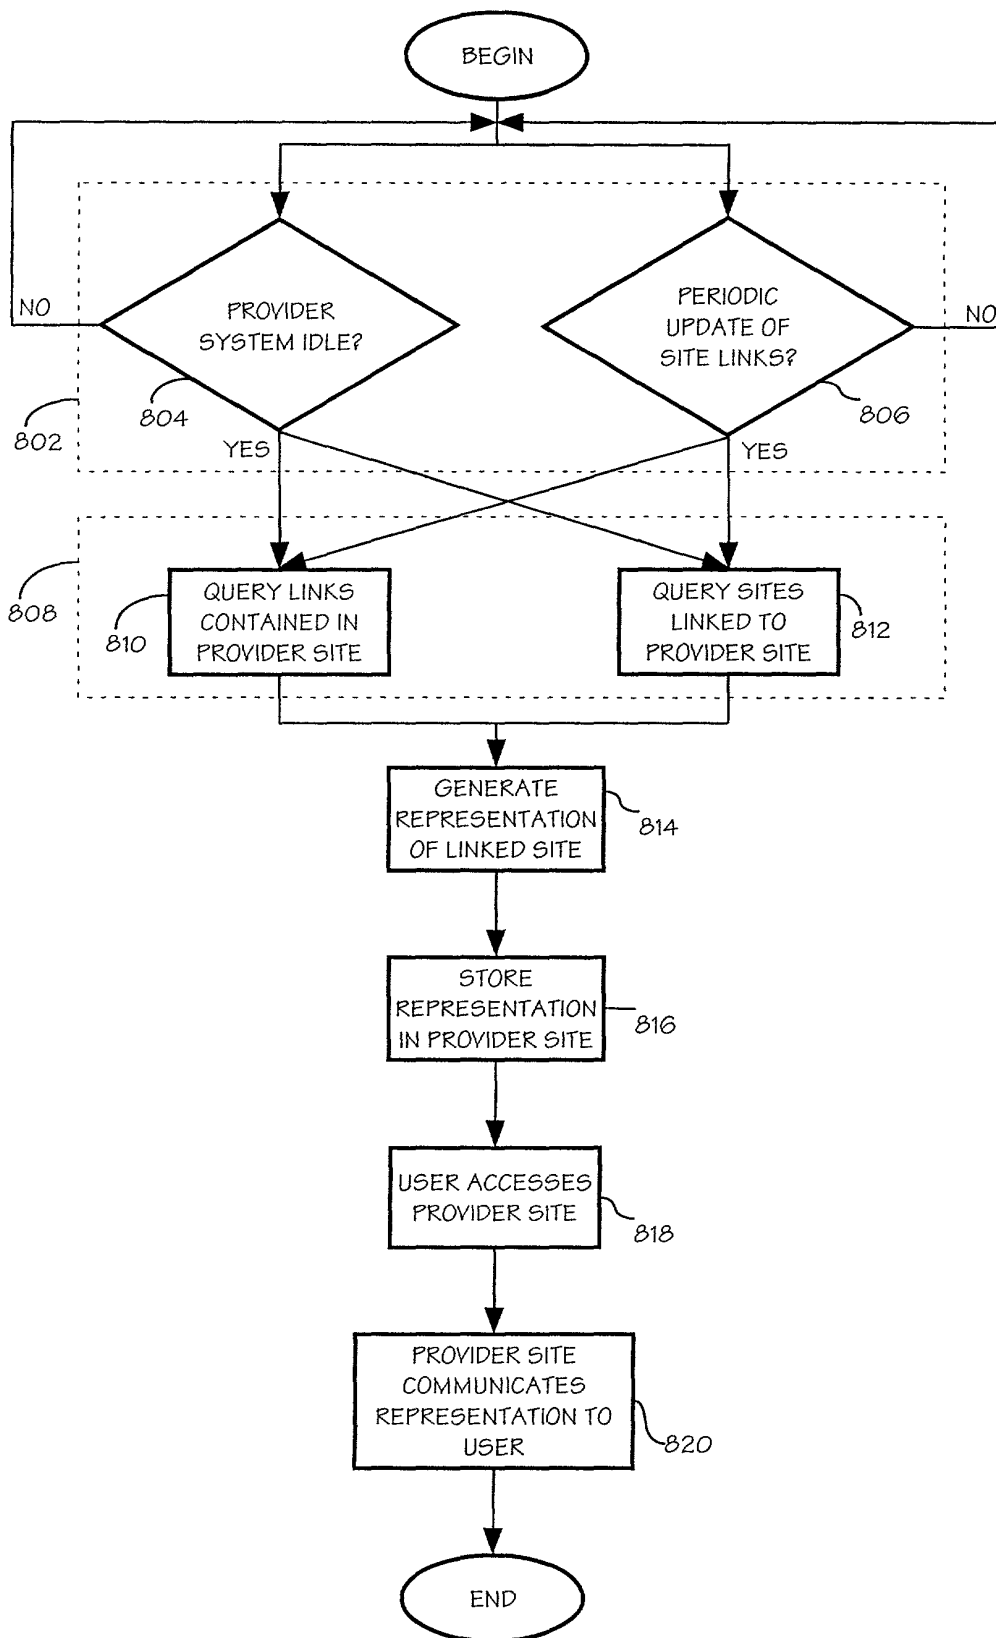 BEGIN
NO
PROVIDER
SYSTEM IDLE?
PERIODIC
UPDATE OF
SITE LINKS?
NO
804
806
802
YES
YES
808
810
QUERY LINKS
CONTAINED IN
PROVIDER SITE
QUERY SITES
LINKED TO
PROVIDER SITE
812
GENERATE
REPRESENTATION
OF LINKED SITE
814
STORE
REPRESENTATION
IN PROVIDER SITE
816
USER ACCESSES
PROVIDER SITE
818
PROVIDER SITE
COMMUNICATES
REPRESENTATION TO
USER
820
END